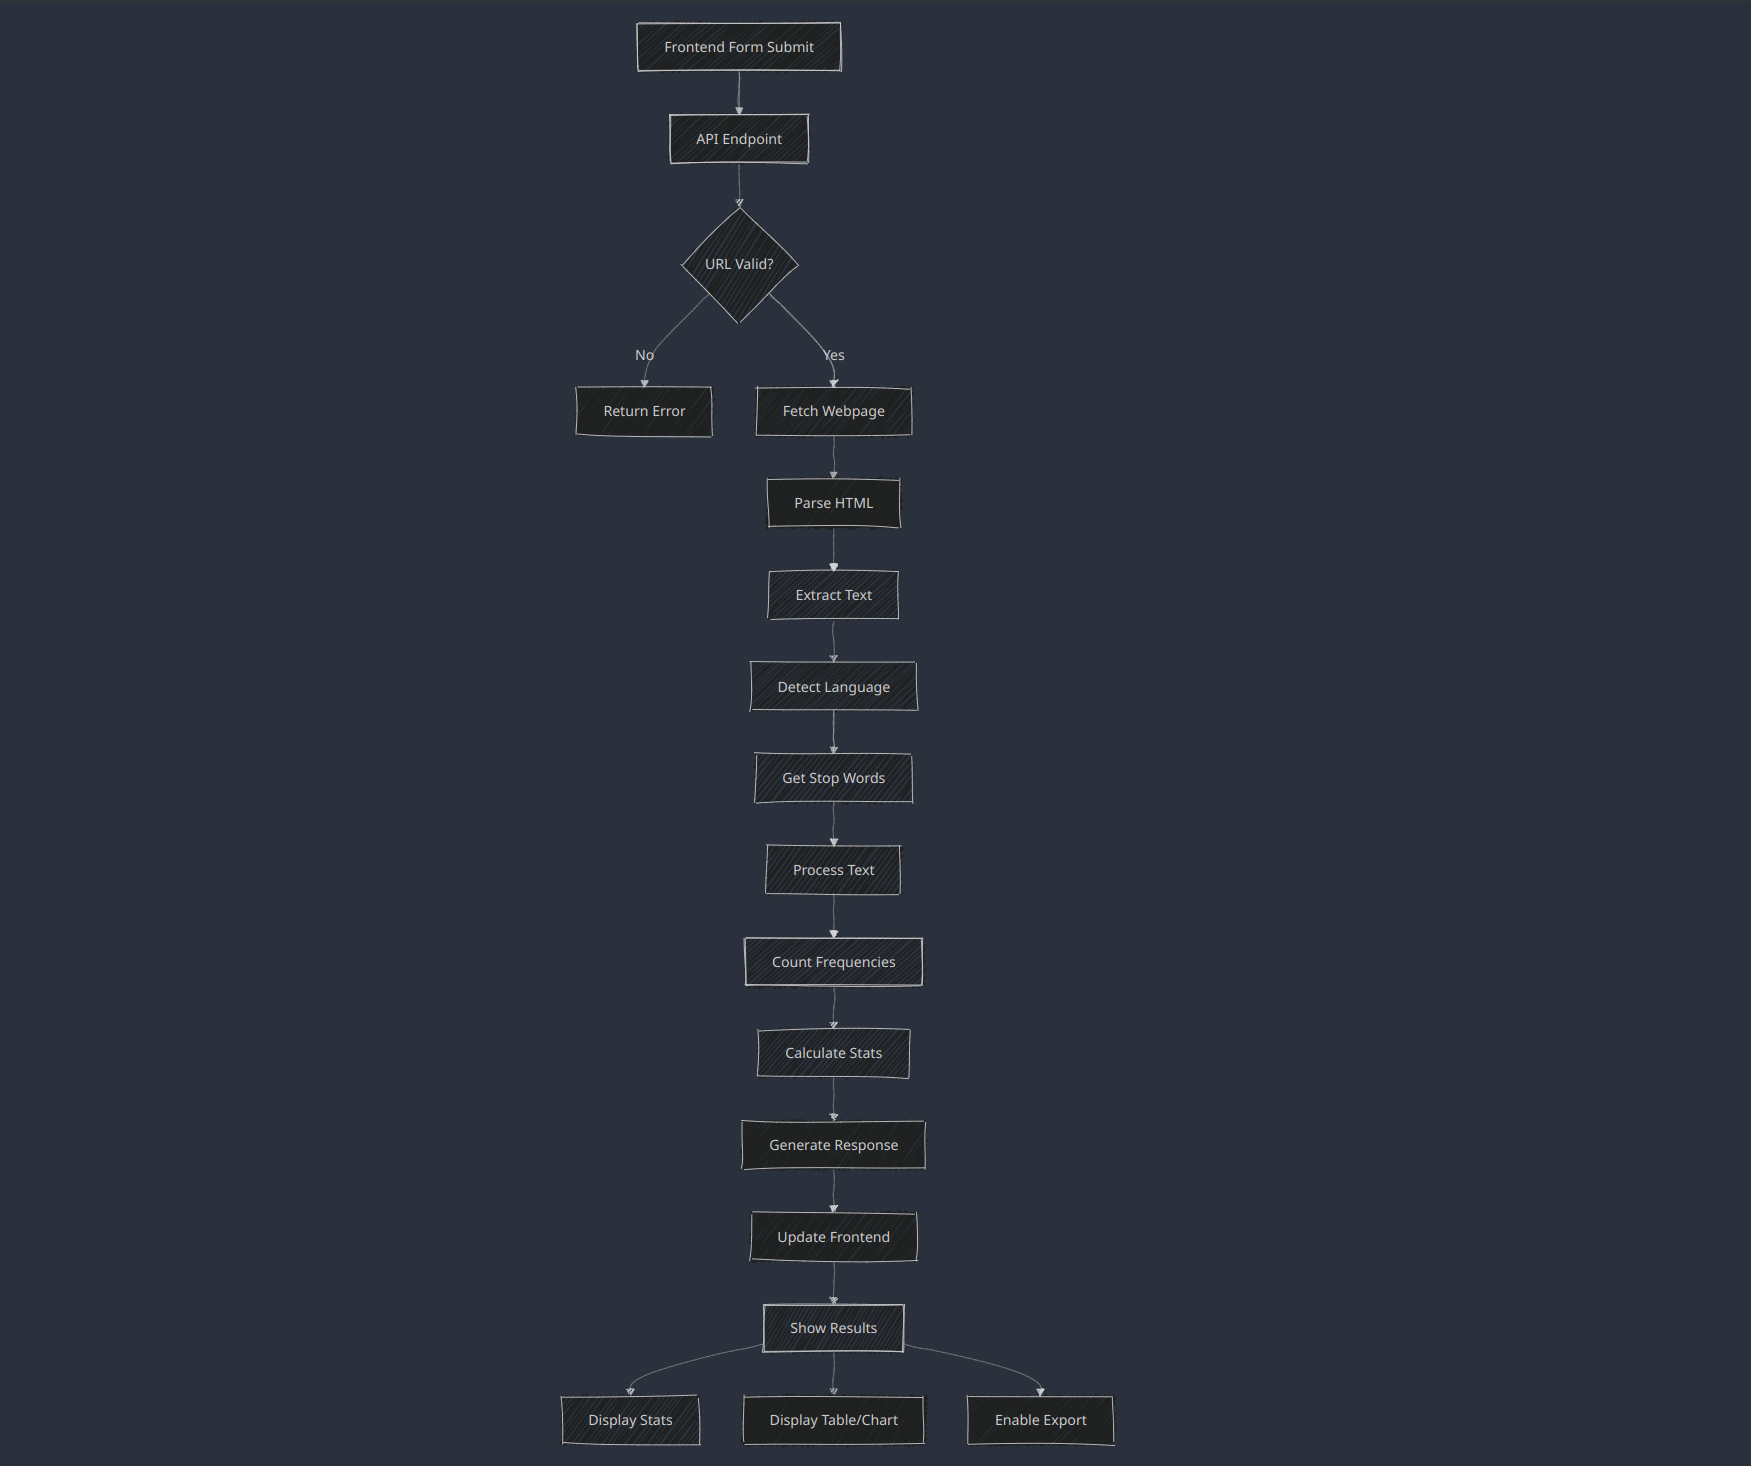 Frontend Form Submit
API Endpoint
URL Valid?
No
Yes
Return Error
Fetch Webpage
Parse HTML
Extract Text
Detect Language
Get Stop Words
Process Text
Count Frequencies
Calculate Stats
Generate Response
Update Frontend
Show Results
Display Stats
Display Table/Chart
Enable Export